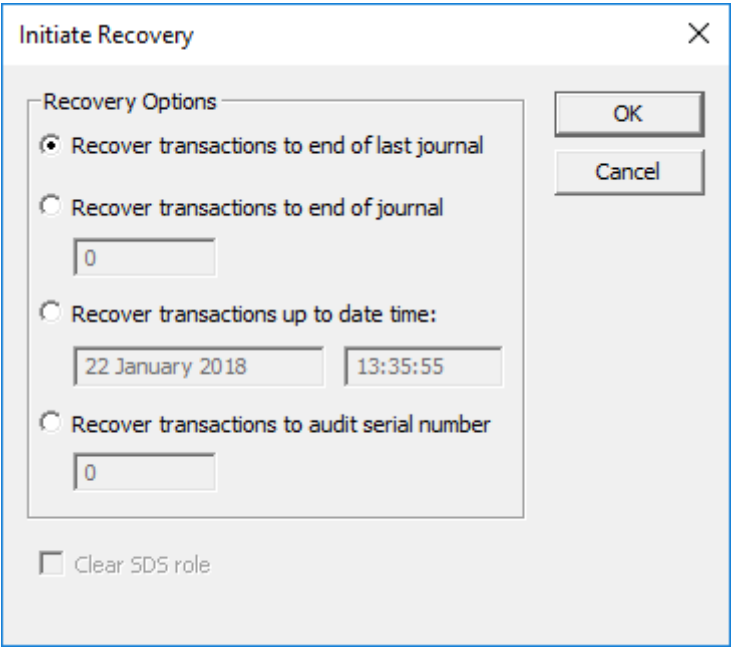 Initiate Recovery
Recovery Options
OK
Recover transactions to end of last journal
Cancel
Recover transactions to end of journal
0
Recover transactions up to date time:
22 January 2018 13:35:55
Recover transactions to audit serial number
0
Clear SDS role